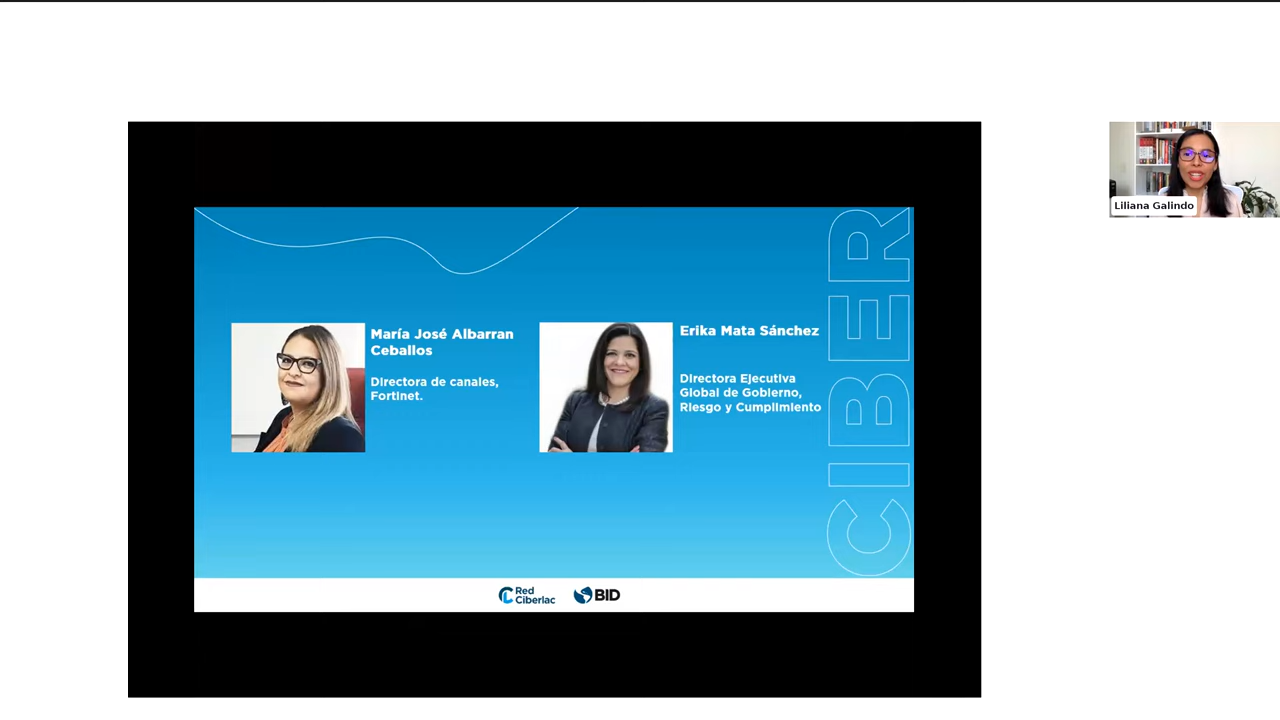 CIBER
María José Albarran
Ceballos
Directora de canales,
Fortinet.
Erika Mata Sánchez
Directora Ejecutiva
Global de Gobierno,
Riesgo y Cumplimiento
Red
Ciberlac
BID
Liliana Galindo